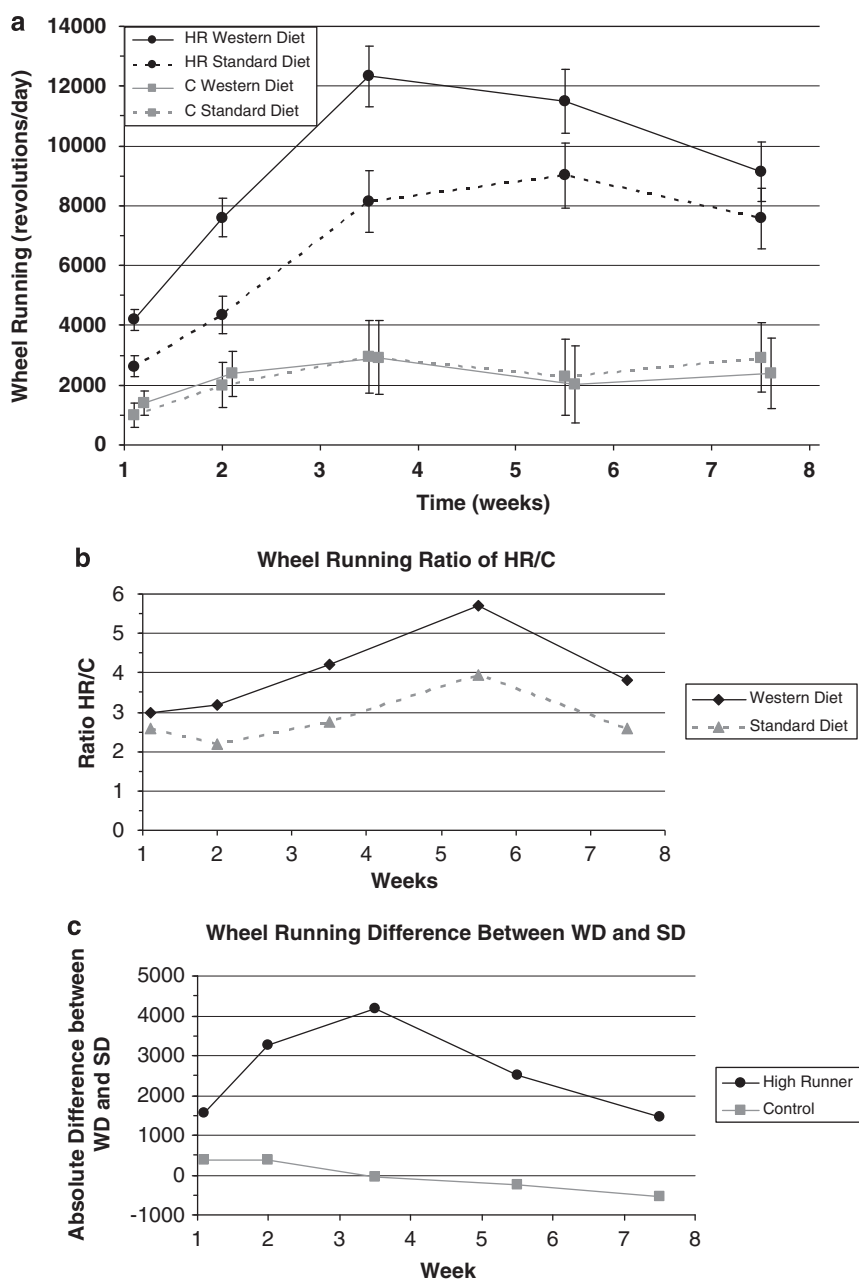 a
14000
12000
10000
8000
6000
4000
2000
0
HR Western Diet
HR Standard Diet
C Western Diet
C Standard Diet
Wheel Running (revolutions/day)
1 2 3 4 5 6 7 8
Time (weeks)
b
Wheel Running Ratio of HR/C
6
5
4
3
2
1
0
Ratio HR/C
1 2 3 4 5 6 7 8
Weeks
Western Diet
Standard Diet
c
Wheel Running Difference Between WD and SD
5000
4000
3000
2000
1000
0
-1000
Absolute Difference between
WD and SD
1 2 3 4 5 6 7 8
Week
High Runner
Control